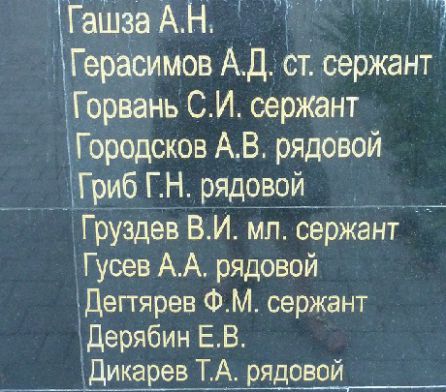 Гашза А.Н.
Герасимов А.Д. ст. сержант
Горвань С.И. сержант
Городсков А.В. рядовой
Гриб Г.Н. рядовой
Груздев В.И. мл. сержант
Гусев А.А. рядовой
Дегтярев Ф.М. сержант
Дерябин Е.В.
Дикарев Т.А. рядовой